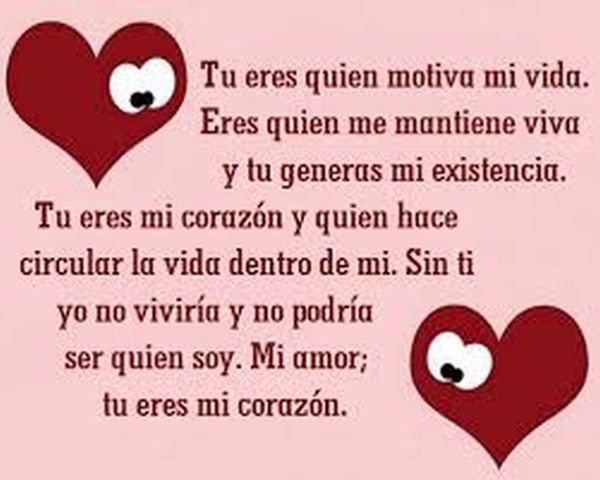 Tu eres quien motiva mi vida.
Eres quien me mantiene viva
y tu generas mi existencia.
Tu eres mi corazón y quien hace
circular la vida dentro de mi. Sin ti
yo no viviría y no podría
ser quien soy. Mi amor;
tu eres mi corazón.